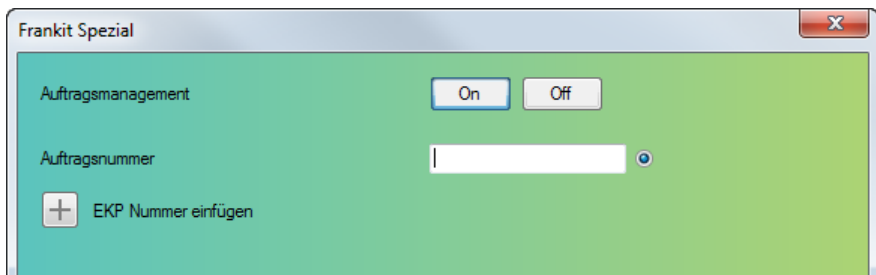 Frankit Spezial
Auftragsmanagement On Off
Auftragsnummer
EKP Nummer einfügen